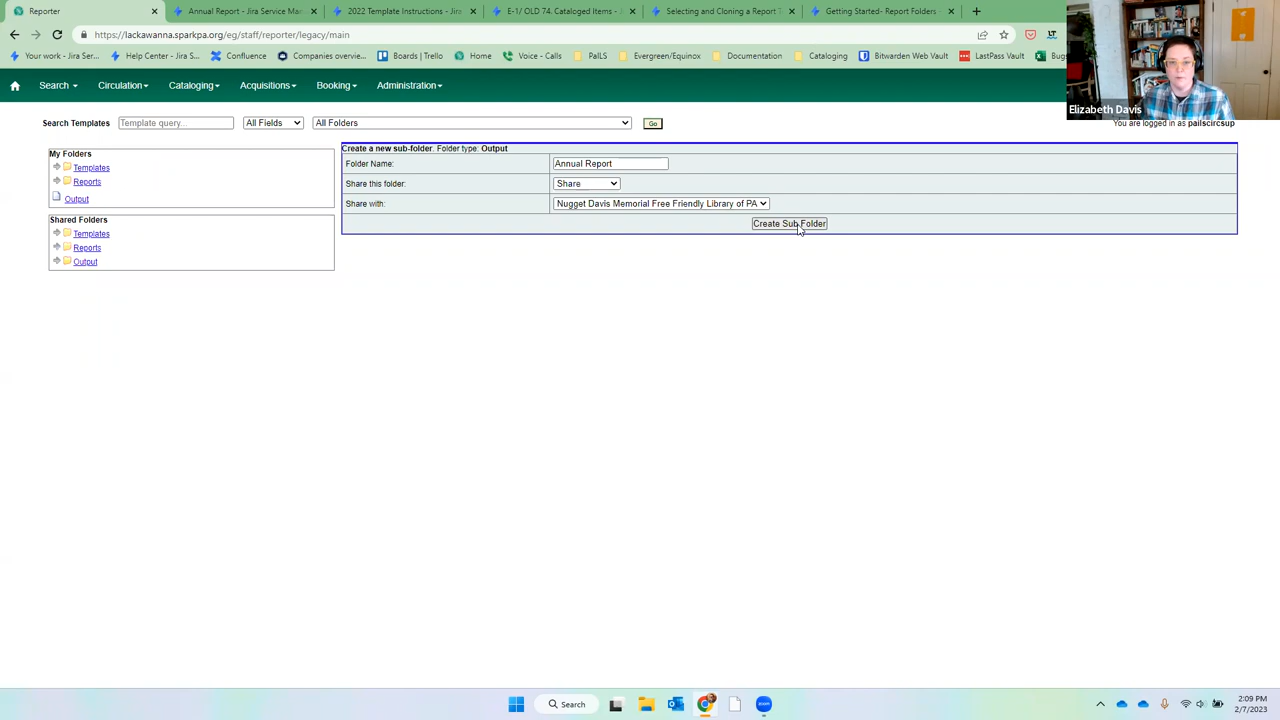 Reporter
Annual Report - Jira Service Ma
2022 Template Instructions - Jira
E-1/ OLD 74. Cataloged Items -
Selecting and Cloning a Report T
Getting Started- Report Folders -
https://lackawanna.sparkpa.org/eg/staff/reporter/legacy/main
Your work - Jira Ser...
Help Center - Jira S...
Confluence
Companies overvie...
Boards | Trello
Home
Voice - Calls
PaILS
Evergreen/Equinox
Documentation
Cataloging
Bitwarden Web Vault
LastPass Vault
Bugs
Search
Circulation
Cataloging
Acquisitions
Booking
Administration
Elizabeth Davis
Search Templates
Template query...
All Fields
All Folders
Go
You are logged in as pailscircsup
My Folders
Templates
Reports
Output
Shared Folders
Templates
Reports
Output
Create a new sub-folder. Folder type: Output
Folder Name:
Annual Report
Share this folder:
Share
Share with:
Nugget Davis Memorial Free Friendly Library of PA
Create Sub Folder
Search
zoom
2:09 PM
2/7/2023